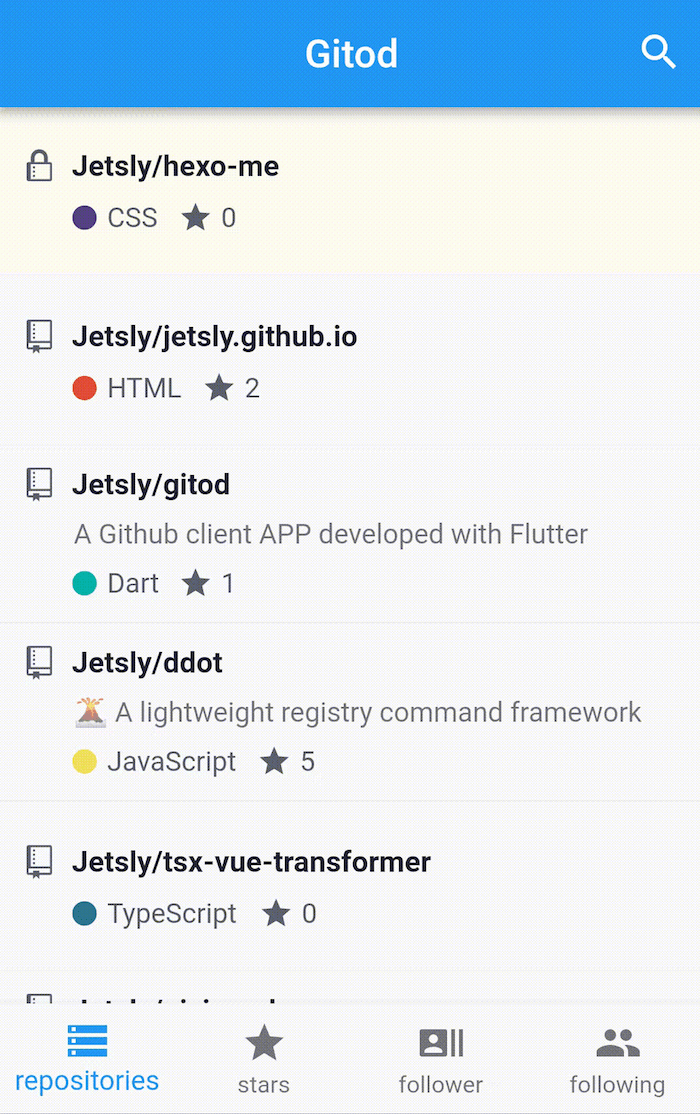 Gitod
Jetsly/hexo-me
CSS 0
Jetsly/jetsly.github.io
HTML 2
Jetsly/gitod
A Github client APP developed with Flutter
Dart 1
Jetsly/ddot
🌋 A lightweight registry command framework
JavaScript 5
Jetsly/tsx-vue-transformer
TypeScript 0
repositories stars follower following